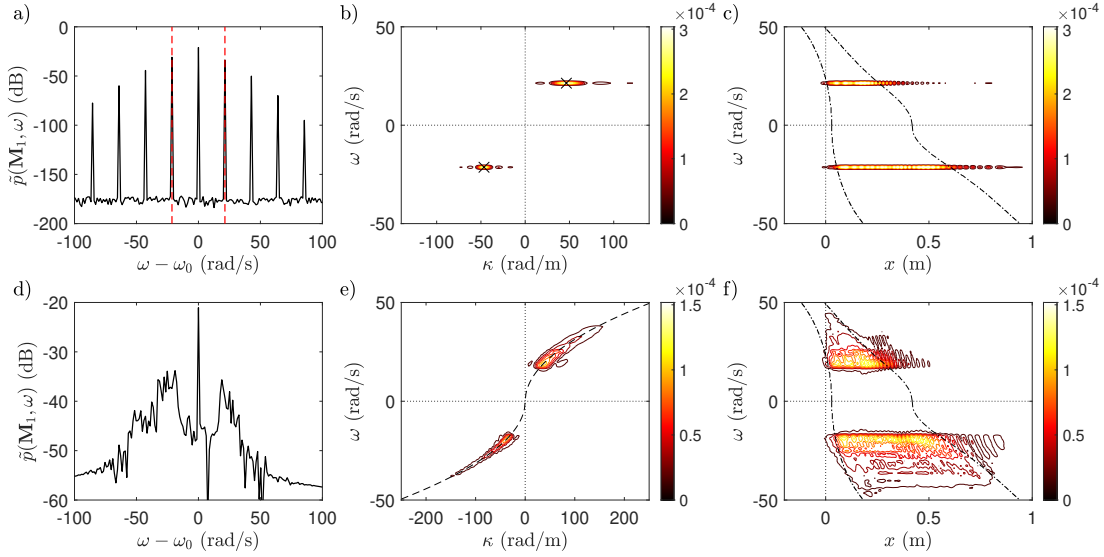 a)
0
-50
-100
-150
-200
-100 -50 0 50 100
p̃(M₁, ω) (dB)
ω − ω₀ (rad/s)
b)
50
0
-50
-100 0 100
ω (rad/s)
κ (rad/m)
×10⁻⁴
3
2
1
0
c)
50
0
-50
0 0.5 1
ω (rad/s)
x (m)
×10⁻⁴
3
2
1
0
d)
-20
-30
-40
-50
-60
-100 -50 0 50 100
p̃(M₁, ω) (dB)
ω − ω₀ (rad/s)
e)
50
0
-50
-200 -100 0 100 200
ω (rad/s)
κ (rad/m)
×10⁻⁴
1.5
1
0.5
0
f)
50
0
-50
0 0.5 1
ω (rad/s)
x (m)
×10⁻⁴
1.5
1
0.5
0